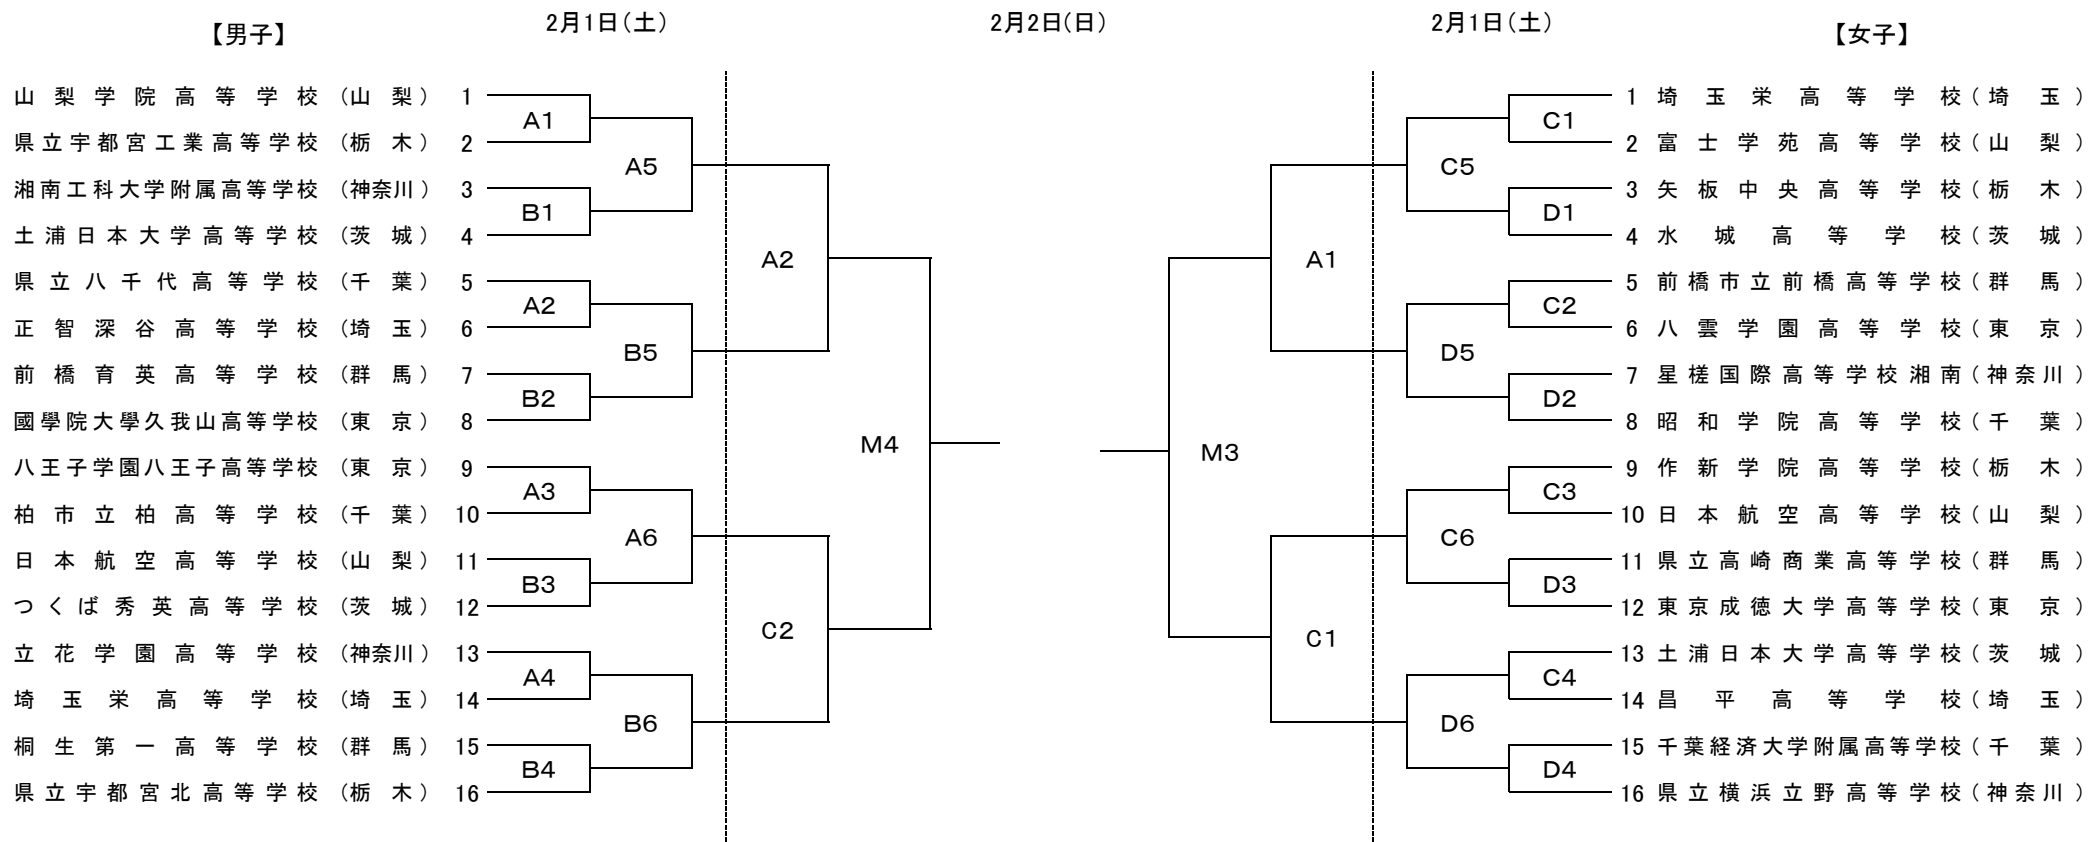 【男子】 2月1日(土) 2月2日(日) 2月1日(土) 【女子】
山梨学院高等学校 (山梨) 1
県立宇都宮工業高等学校 (栃木) 2
湘南工科大学附属高等学校 (神奈川) 3
土浦日本大学高等学校 (茨城) 4
県立八千代高等学校 (千葉) 5
正智深谷高等学校 (埼玉) 6
前橋育英高等学校 (群馬) 7
國學院大學久我山高等学校 (東京) 8
八王子学園八王子高等学校 (東京) 9
柏市立柏高等学校 (千葉) 10
日本航空高等学校 (山梨) 11
つくば秀英高等学校 (茨城) 12
立花学園高等学校 (神奈川) 13
埼玉栄高等学校 (埼玉) 14
桐生第一高等学校 (群馬) 15
県立宇都宮北高等学校 (栃木) 16
A1
B1
A2
B2
A3
B3
A4
B4
A5
B5
A6
B6
A2
C2
M4
M3
A1
C1
C5
D5
C6
D6
C1
D1
C2
D2
C3
D3
C4
D4
1 埼玉栄高等学校 (埼玉)
2 富士学苑高等学校 (山梨)
3 矢板中央高等学校 (栃木)
4 水城高等学校 (茨城)
5 前橋市立前橋高等学校 (群馬)
6 八雲学園高等学校 (東京)
7 星槎国際高等学校湘南 (神奈川)
8 昭和学院高等学校 (千葉)
9 作新学院高等学校 (栃木)
10 日本航空高等学校 (山梨)
11 県立高崎商業高等学校 (群馬)
12 東京成徳大学高等学校 (東京)
13 土浦日本大学高等学校 (茨城)
14 昌平高等学校 (埼玉)
15 千葉経済大学附属高等学校 (千葉)
16 県立横浜立野高等学校 (神奈川)